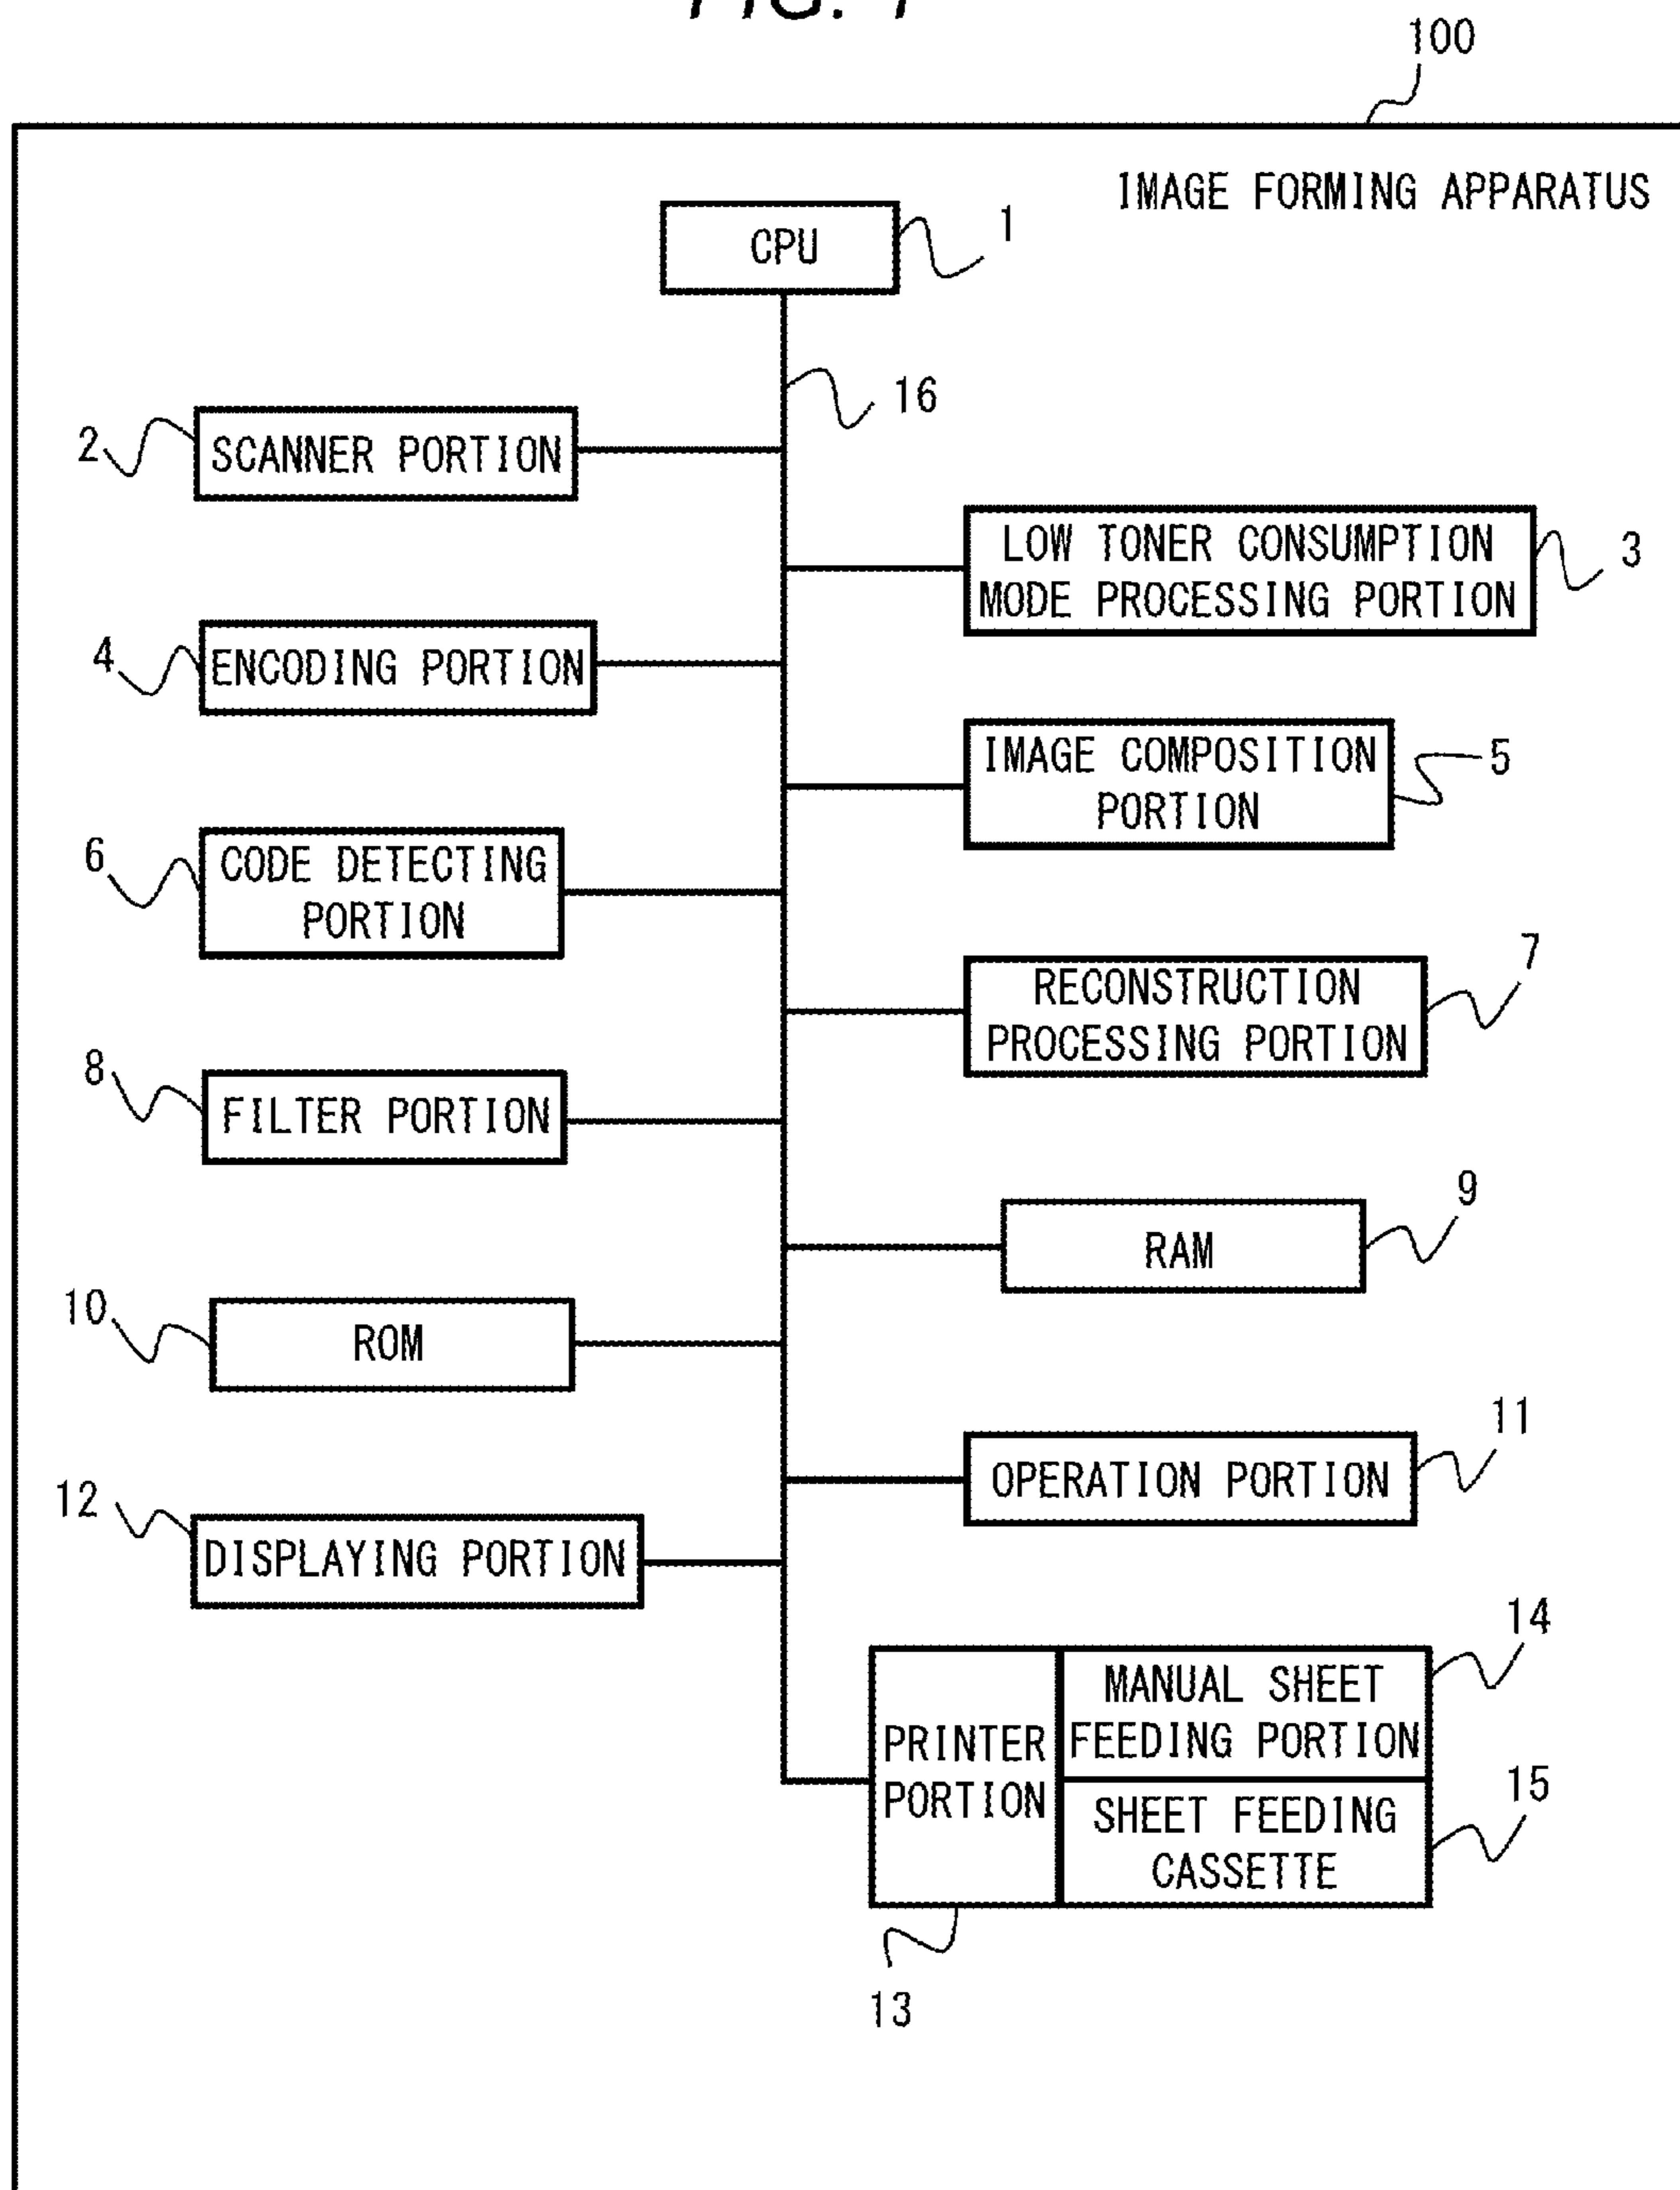 FIG. 1
100
IMAGE FORMING APPARATUS
CPU
1
16
2
SCANNER PORTION
LOW TONER CONSUMPTION
MODE PROCESSING PORTION
3
4
ENCODING PORTION
IMAGE COMPOSITION
PORTION
5
6
CODE DETECTING
PORTION
RECONSTRUCTION
PROCESSING PORTION
7
8
FILTER PORTION
RAM
9
10
ROM
OPERATION PORTION
11
12
DISPLAYING PORTION
PRINTER
PORTION
MANUAL SHEET
FEEDING PORTION
14
SHEET FEEDING
CASSETTE
15
13